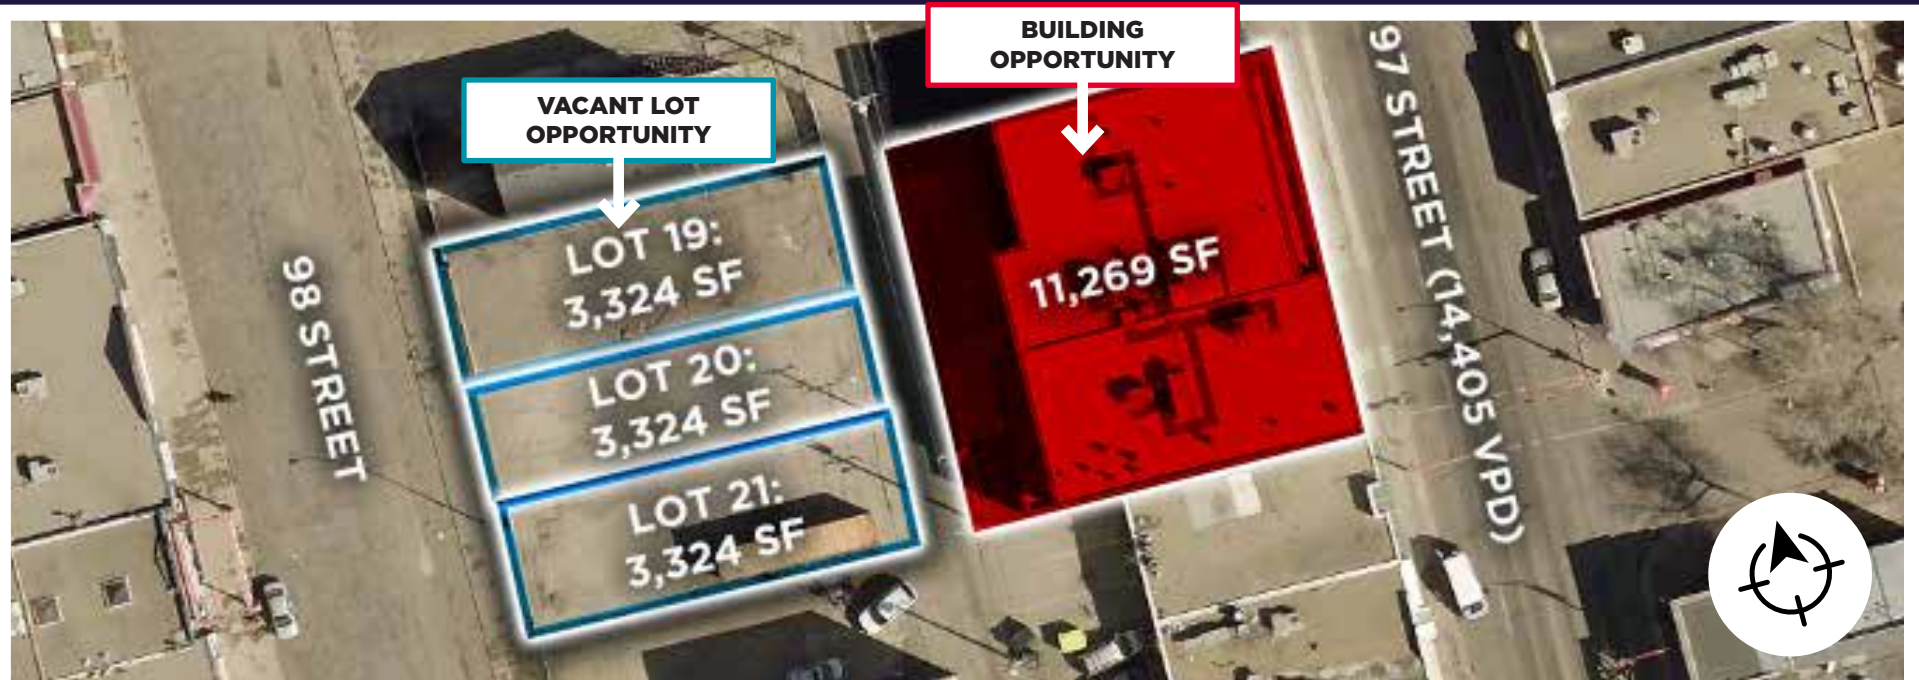 BUILDING
OPPORTUNITY
VACANT LOT
OPPORTUNITY
LOT 19:
3,324 SF
LOT 20:
3,324 SF
LOT 21:
3,324 SF
11,269 SF
98 STREET
97 STREET (14,405 VPD)